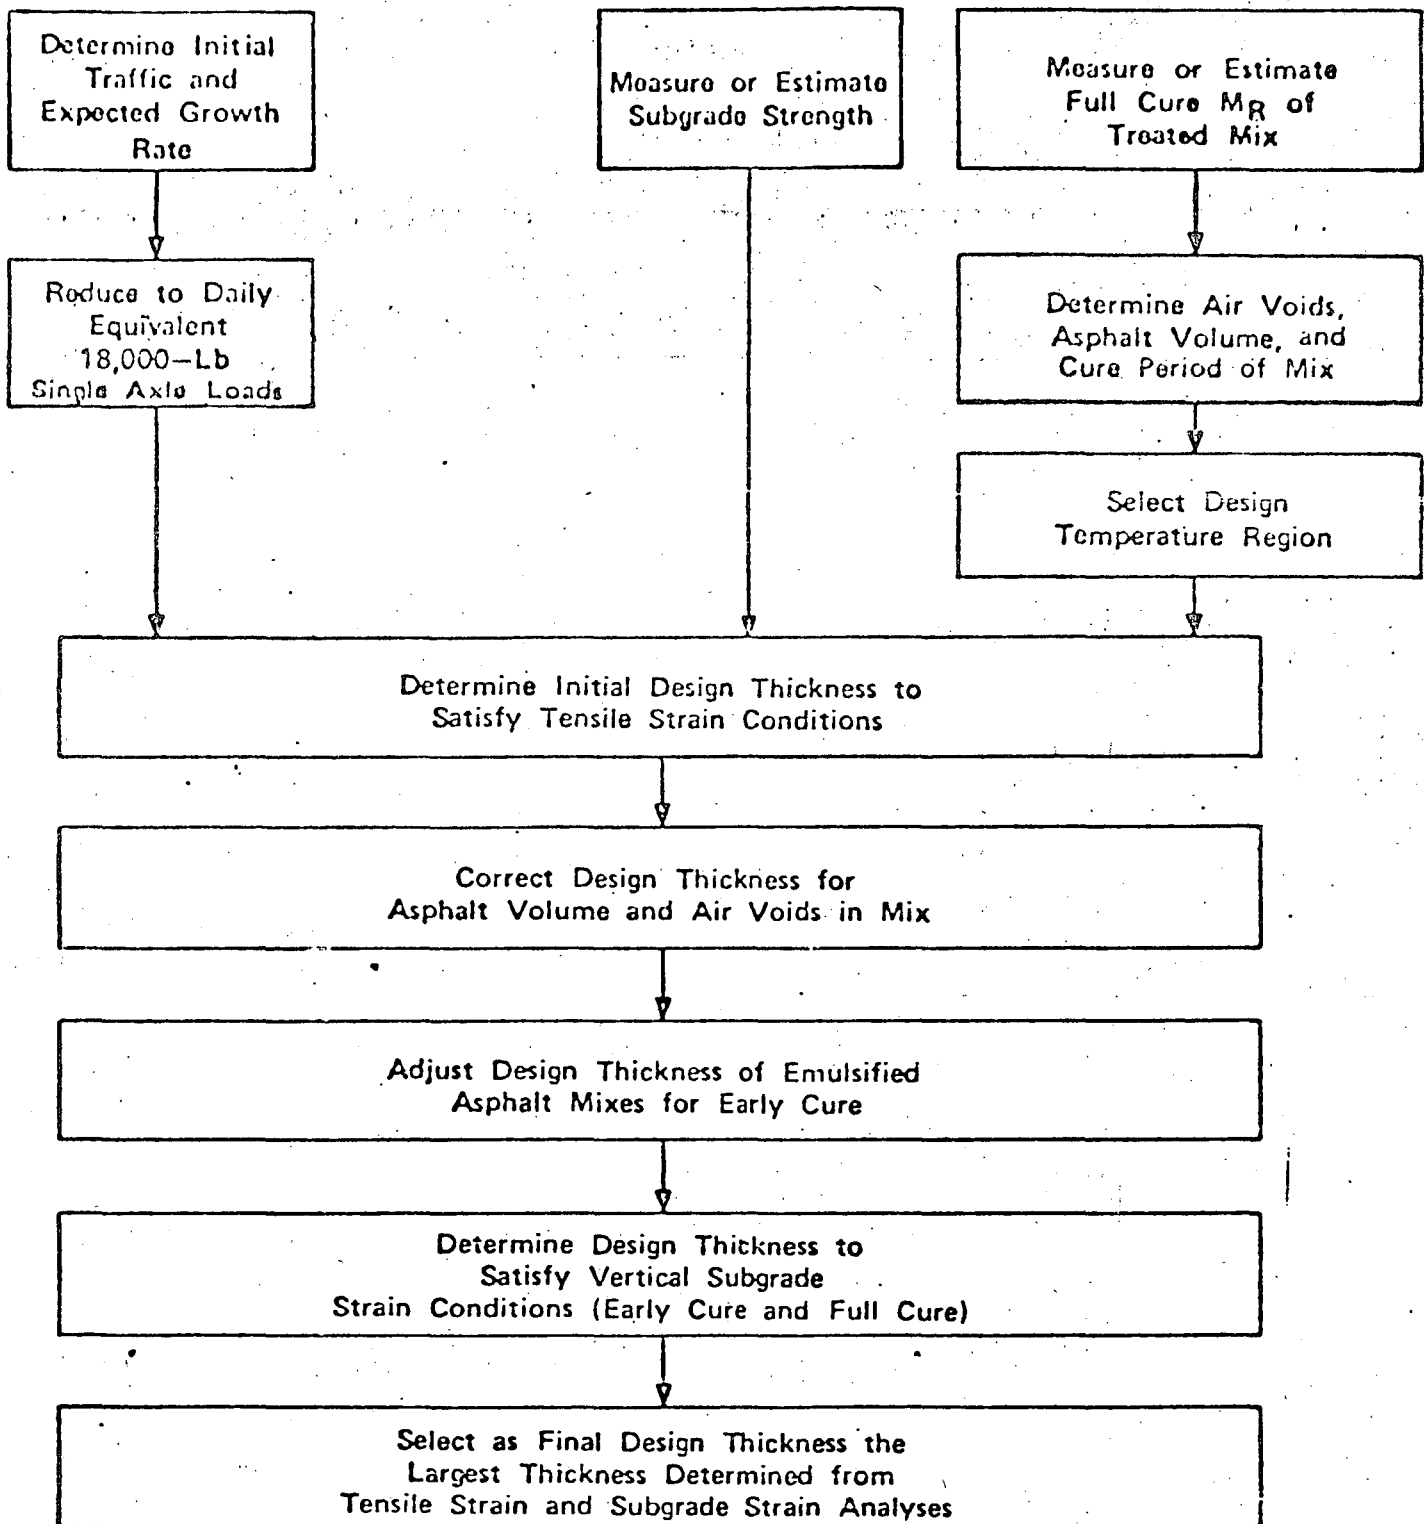 Determine Initial
Traffic and
Expected Growth
Rate
Measure or Estimate
Subgrade Strength
Measure or Estimate
Full Cure MR of
Treated Mix
Reduce to Daily
Equivalent
18,000-Lb
Single Axle Loads
Determine Air Voids,
Asphalt Volume, and
Cure Period of Mix
Select Design
Temperature Region
Determine Initial Design Thickness to
Satisfy Tensile Strain Conditions
Correct Design Thickness for
Asphalt Volume and Air Voids in Mix
Adjust Design Thickness of Emulsified
Asphalt Mixes for Early Cure
Determine Design Thickness to
Satisfy Vertical Subgrade
Strain Conditions (Early Cure and Full Cure)
Select as Final Design Thickness the
Largest Thickness Determined from
Tensile Strain and Subgrade Strain Analyses